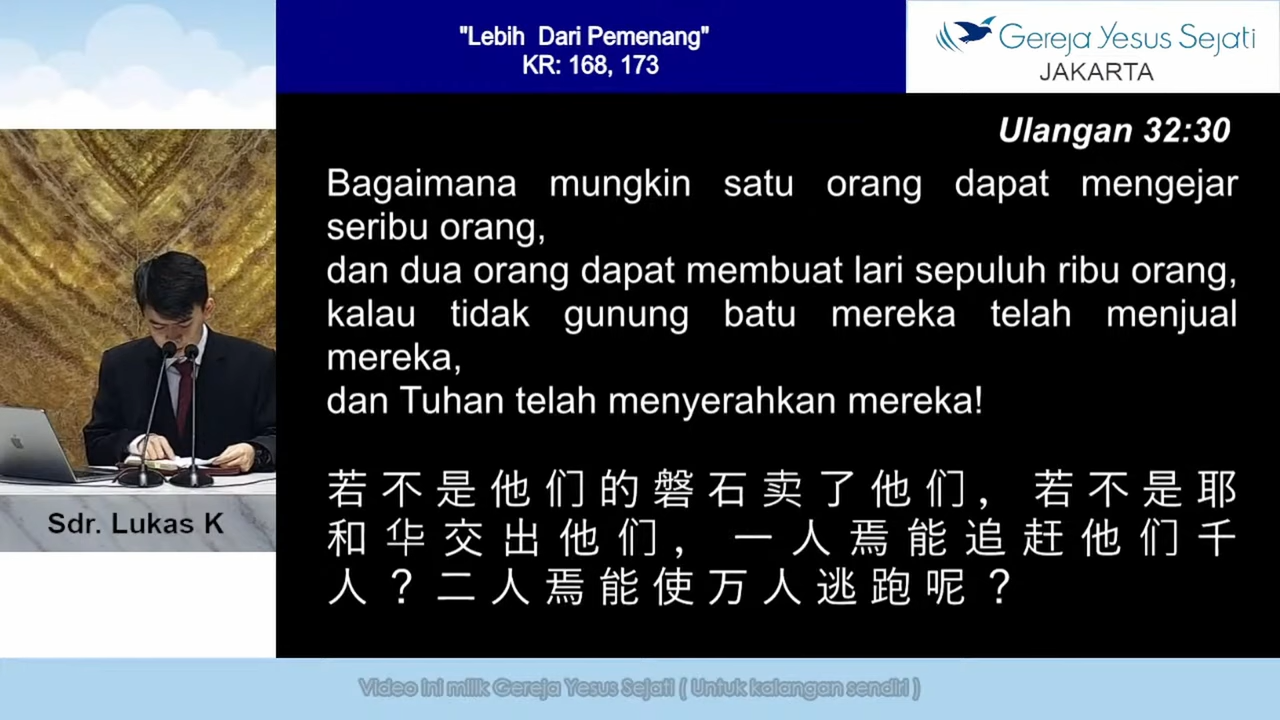 "Lebih Dari Pemenang"
KR: 168, 173
Gereja Yesus Sejati
JAKARTA
Ulangan 32:30
Bagaimana mungkin satu orang dapat mengejar
seribu orang,
dan dua orang dapat membuat lari sepuluh ribu orang,
kalau tidak gunung batu mereka telah menjual
mereka,
dan Tuhan telah menyerahkan mereka!
若不是他们的磐石卖了他们，若不是耶
和华交出他们，一人焉能追赶他们千
人？二人焉能使万人逃跑呢？
Sdr. Lukas K
Video ini milik Gereja Yesus Sejati ( Untuk kalangan sendiri )